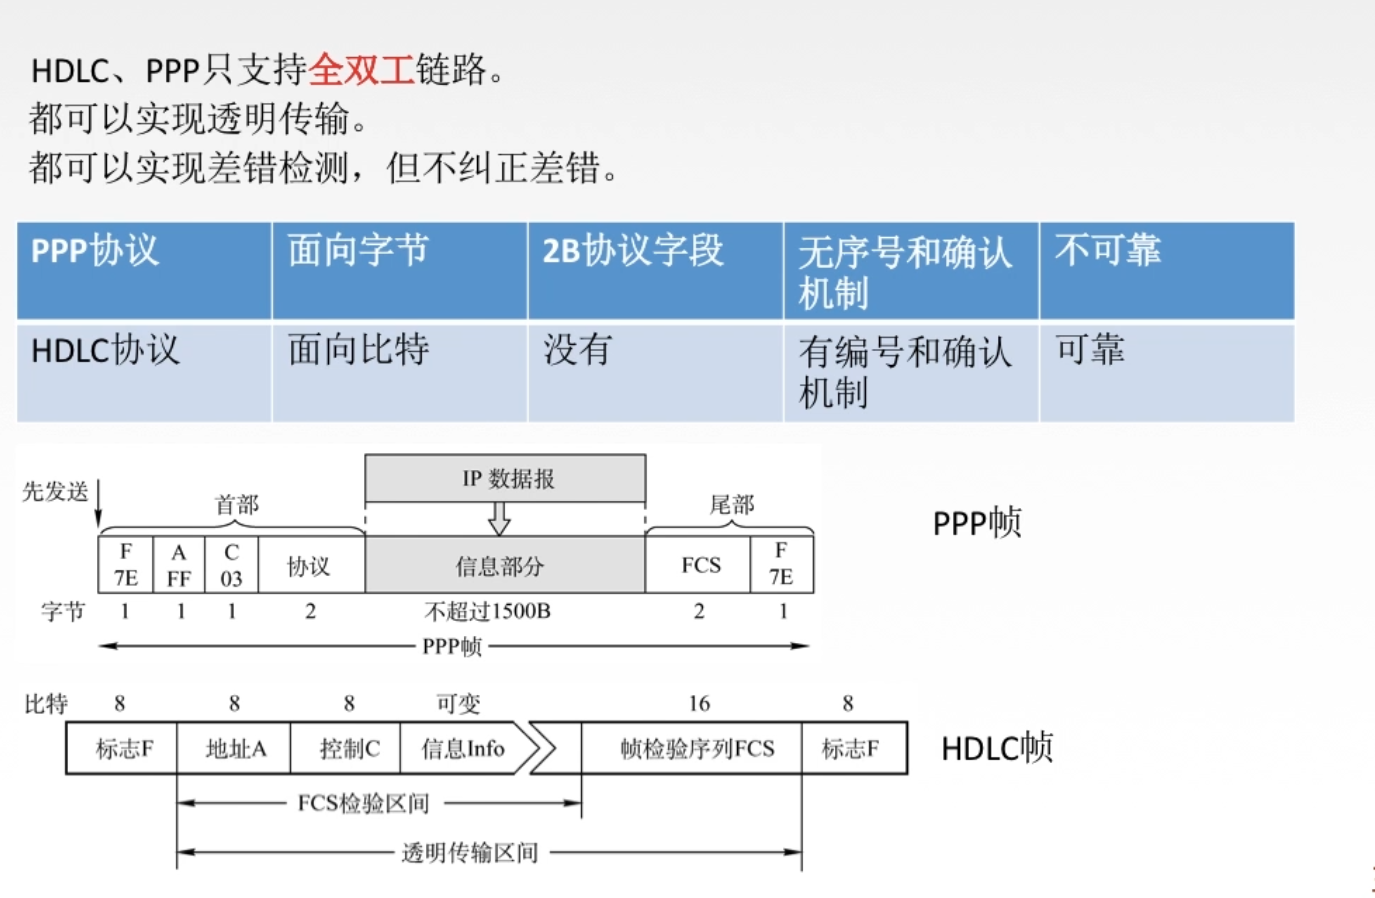 HDLC、PPP只支持全双工链路。
都可以实现透明传输。
都可以实现差错检测，但不纠正差错。
PPP协议 面向字节 2B协议字段 无序号和确认机制 不可靠
HDLC协议 面向比特 没有 有编号和确认机制 可靠
先发送
首部
IP 数据报
尾部
PPP帧
F 7E
A FF
C 03
协议
信息部分
FCS
F 7E
字节 1 1 1 2 不超过1500B 2 1
PPP帧
比特 8 8 8 可变 16 8
标志F 地址A 控制C 信息Info 帧检验序列FCS 标志F
HDLC帧
FCS检验区间
透明传输区间